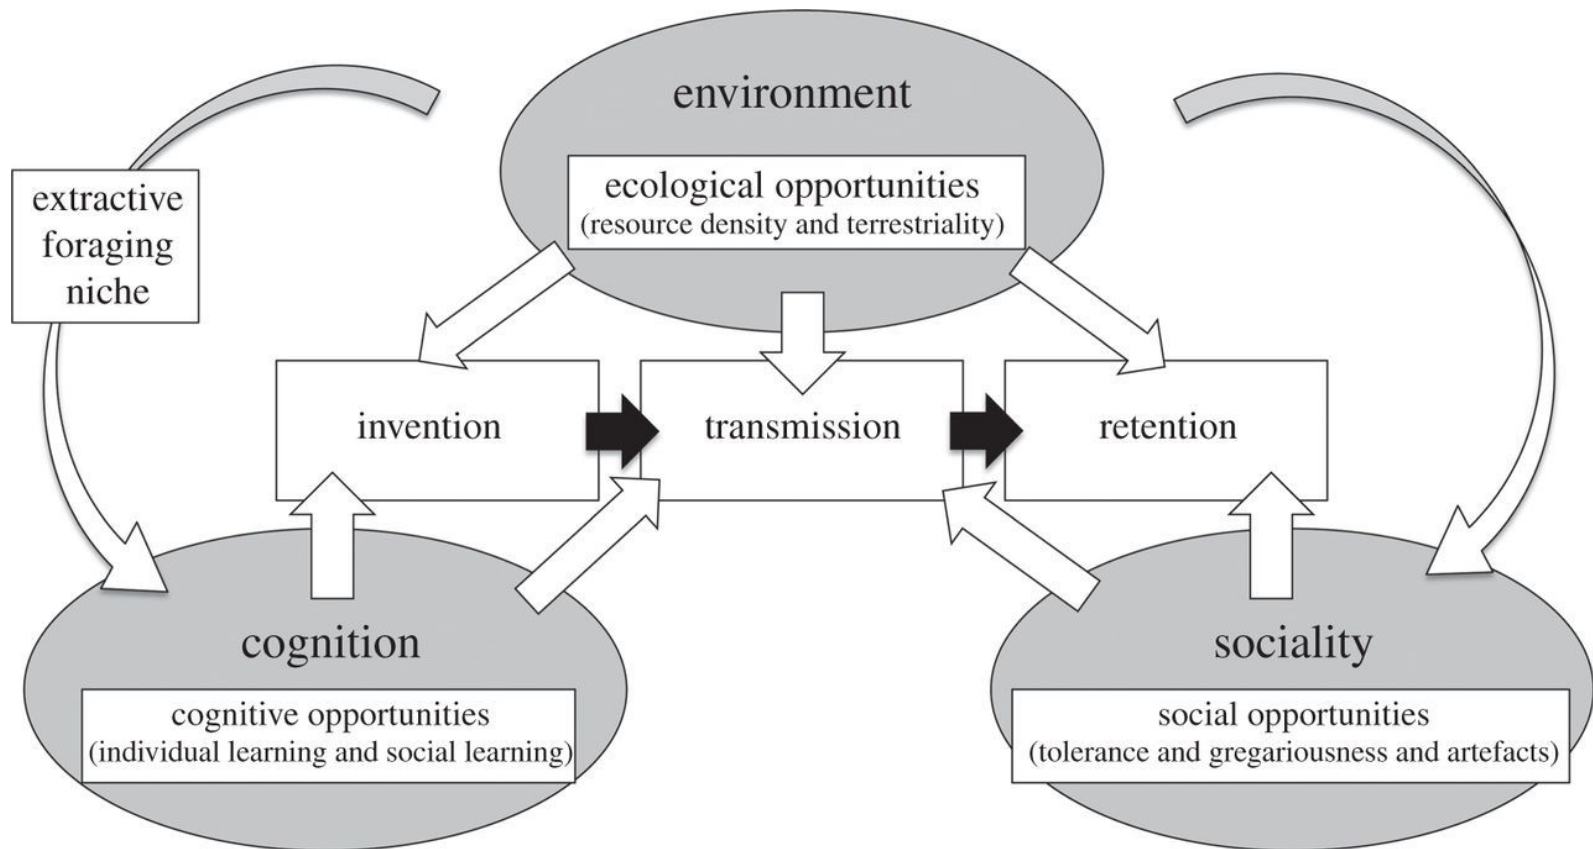 environment
ecological opportunities
(resource density and terrestriality)
extractive
foraging
niche
invention
transmission
retention
cognition
cognitive opportunities
(individual learning and social learning)
sociality
social opportunities
(tolerance and gregariousness and artefacts)